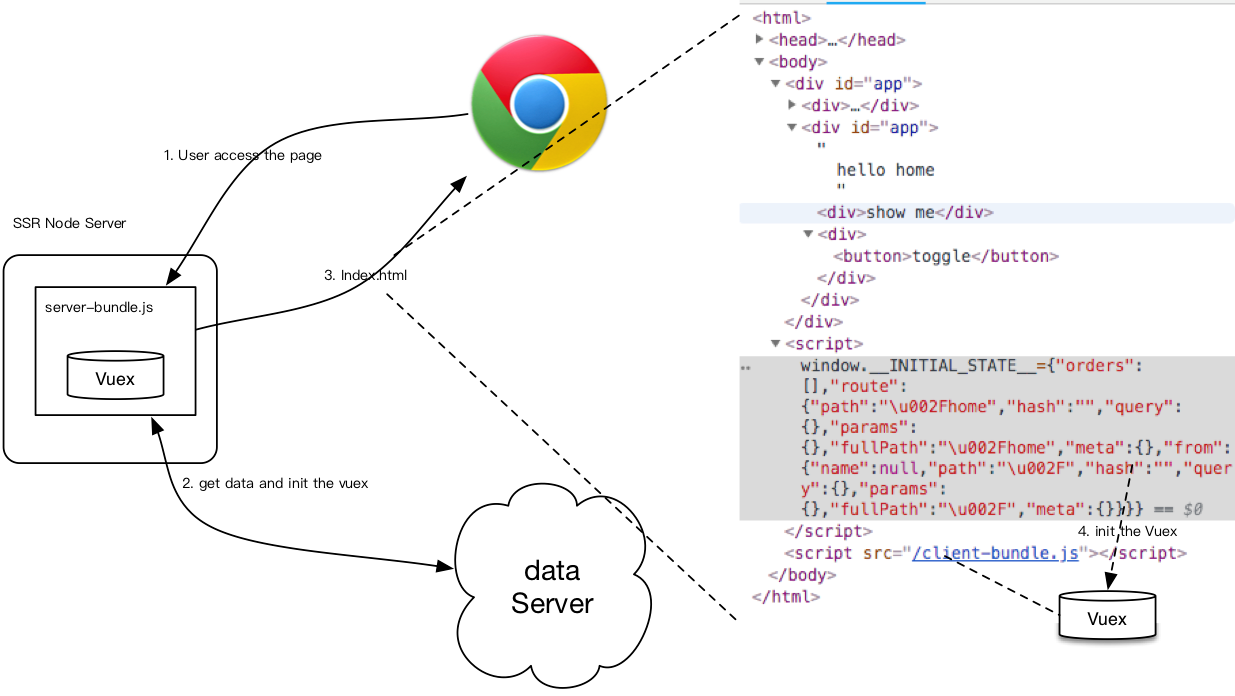 1. User access the page
SSR Node Server
3. Index.html
server-bundle.js
Vuex
2. get data and init the vuex
data
Server
<html>
<head>…</head>
<body>
<div id="app">
<div>…</div>
<div id="app">
"
hello home
"
<div>show me</div>
<div>
<button>toggle</button>
</div>
</div>
</div>
<script>
window.__INITIAL_STATE__={"orders":
[],"route":
{"path":"\u002Fhome","hash":"","query":
{},"params":
{},"fullPath":"\u002Fhome","meta":{},"from":
{"name":null,"path":"\u002F","hash":"","quer
y":{},"params":
{},"fullPath":"\u002F","meta":{}}}} == $0
</script>
4. init the Vuex
<script src="/client-bundle.js"></script>
</body>
</html>
Vuex